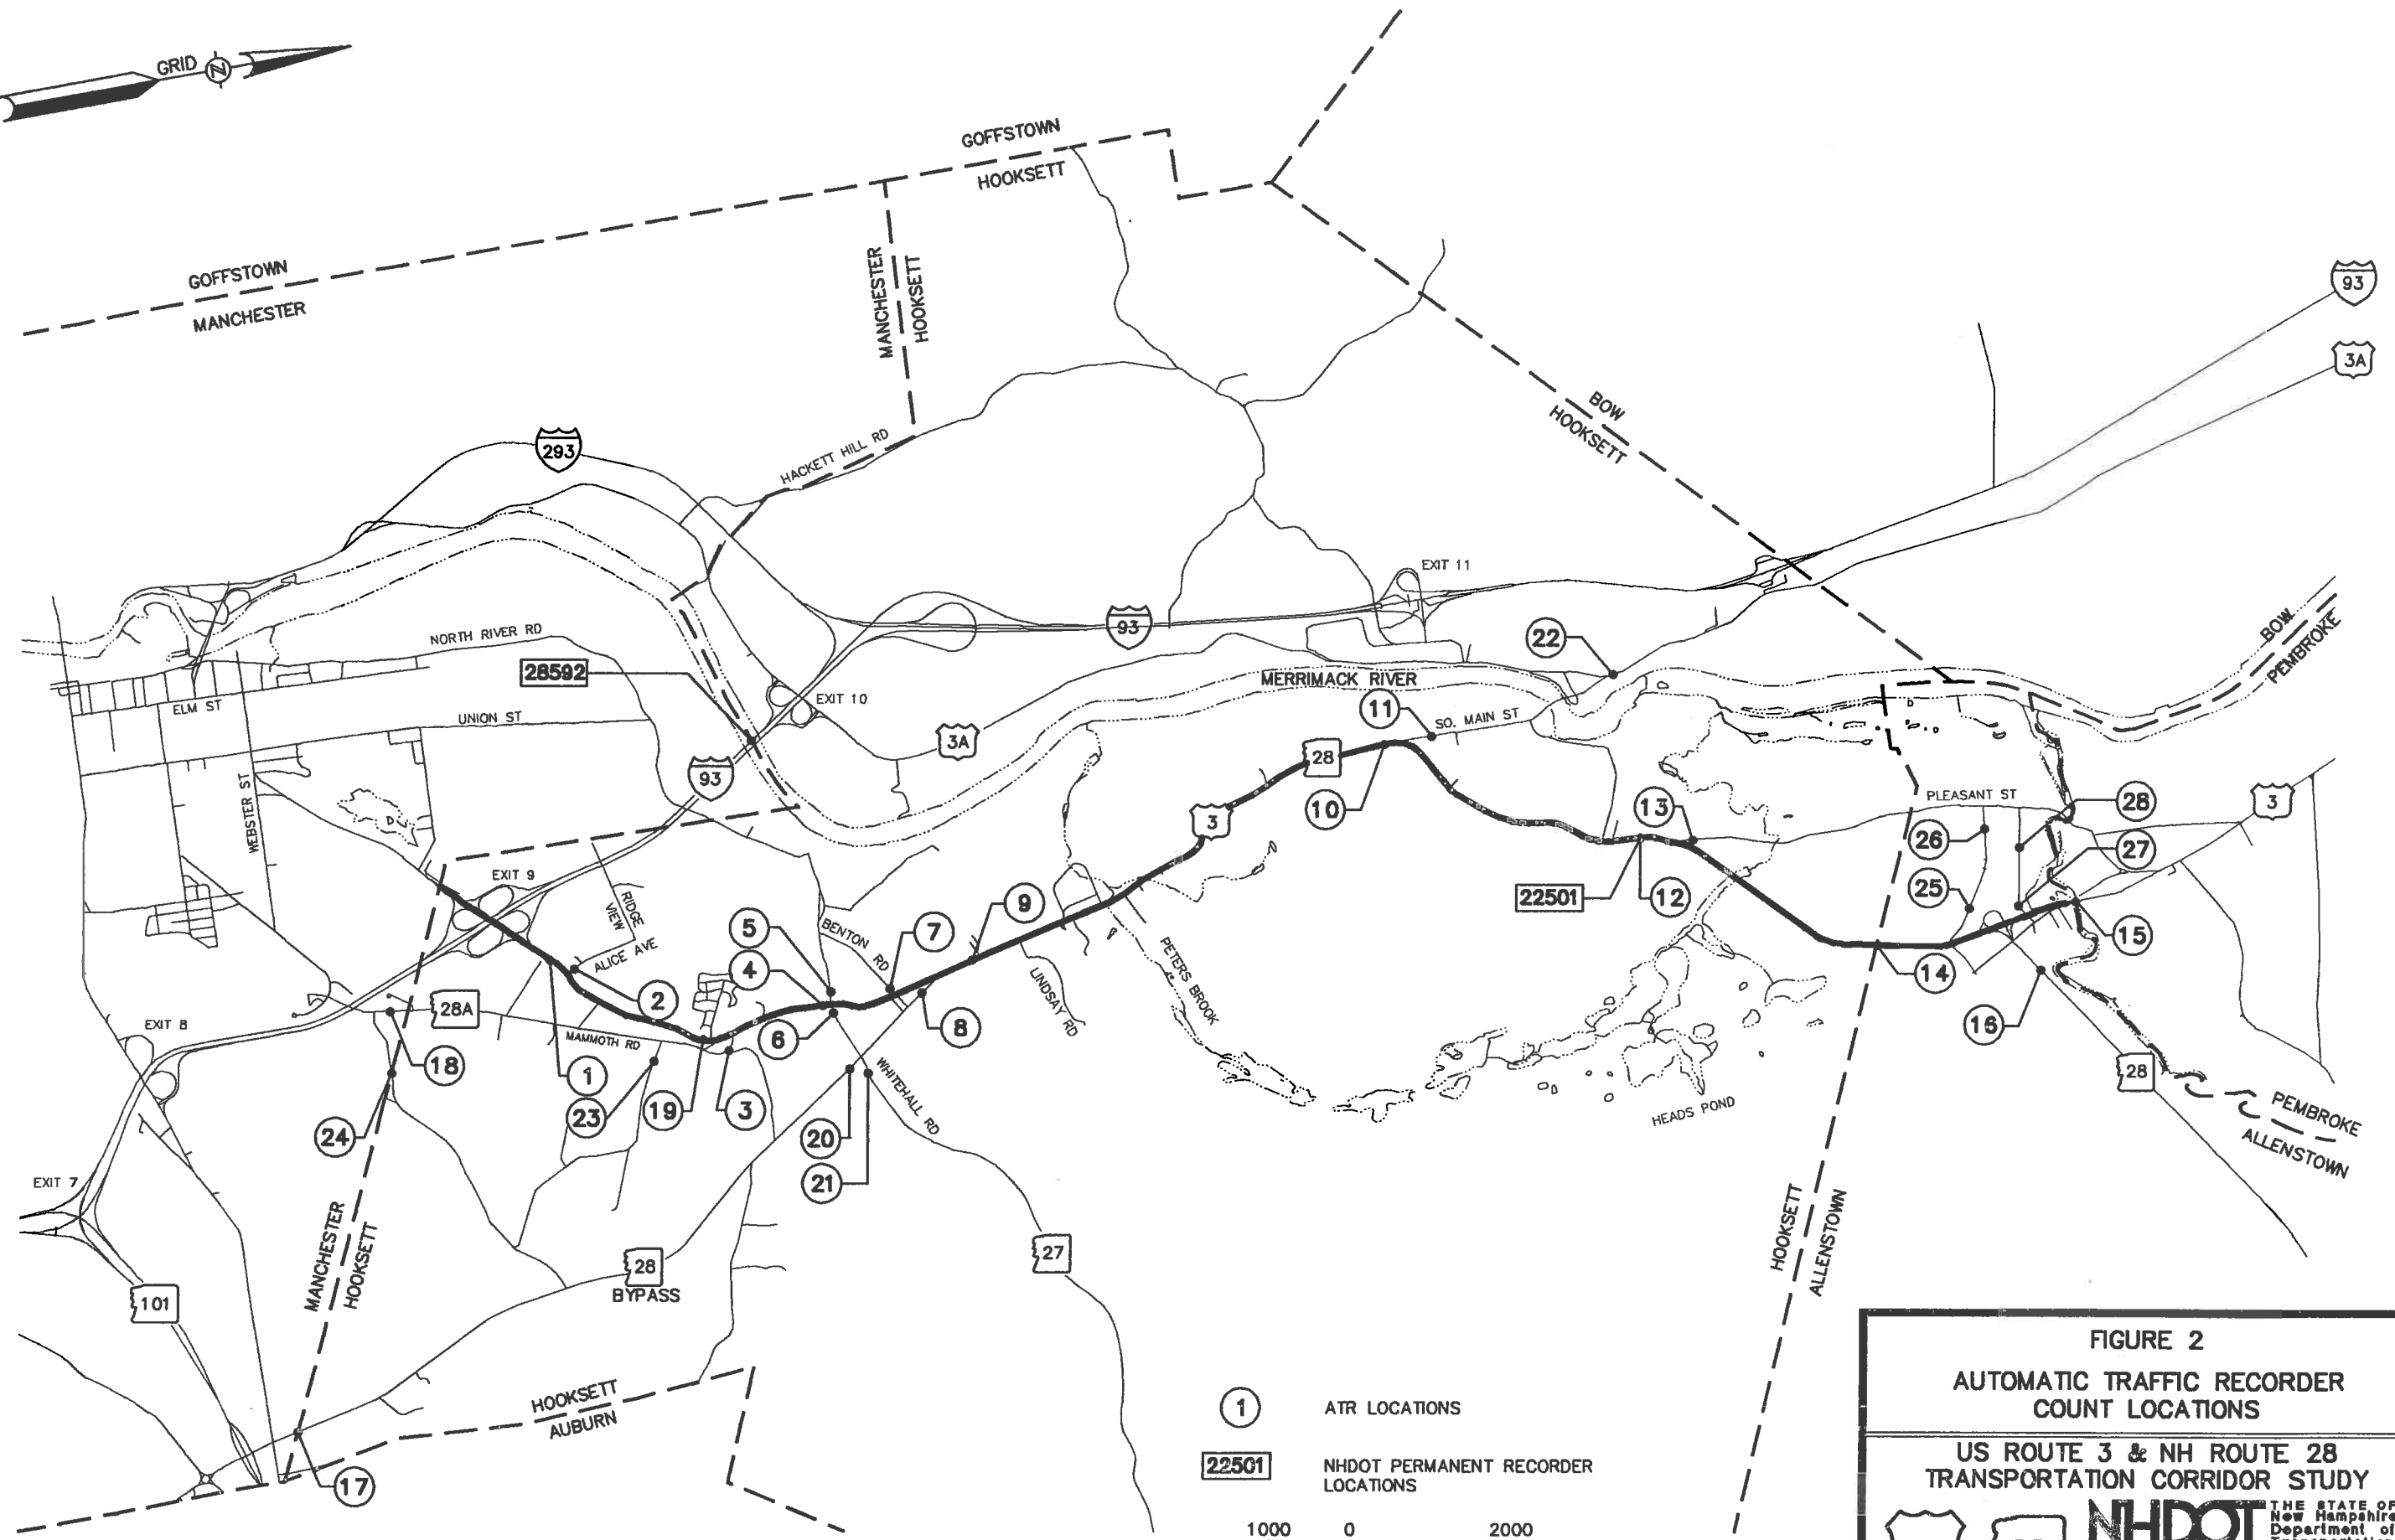 GRID N
GOFFSTOWN
HOOKSETT
GOFFSTOWN
MANCHESTER
MANCHESTER
HOOKSETT
93
3A
BOW
HOOKSETT
293
HACKETT HILL RD
EXIT 11
93
NORTH RIVER RD
28592
22
BOW
PEMBROKE
MERRIMACK RIVER
ELM ST
UNION ST
EXIT 10
3A
11
SO. MAIN ST
93
28
WEBSTER ST
D
3
10
13
PLEASANT ST
28
3
26
27
EXIT 9
RIDGE
VIEW
22501
12
25
5
BENTON
RD
7
9
ALICE AVE
4
15
2
LINDSAY RD
PETERS BROOK
14
28A
EXIT 8
MAMMOTH RD
6
8
16
18
1
WHITEHALL RD
28
23
19
3
HEADS POND
PEMBROKE
ALLENSTOWN
24
20
21
EXIT 7
MANCHESTER
HOOKSETT
HOOKSETT
ALLENSTOWN
27
28
BYPASS
101
HOOKSETT
AUBURN
17
1
ATR LOCATIONS
22501
NHDOT PERMANENT RECORDER
LOCATIONS
1000 0 2000
FIGURE 2
AUTOMATIC TRAFFIC RECORDER
COUNT LOCATIONS
US ROUTE 3 & NH ROUTE 28
TRANSPORTATION CORRIDOR STUDY
NHDOT
THE STATE OF
New Hampshire
Department of